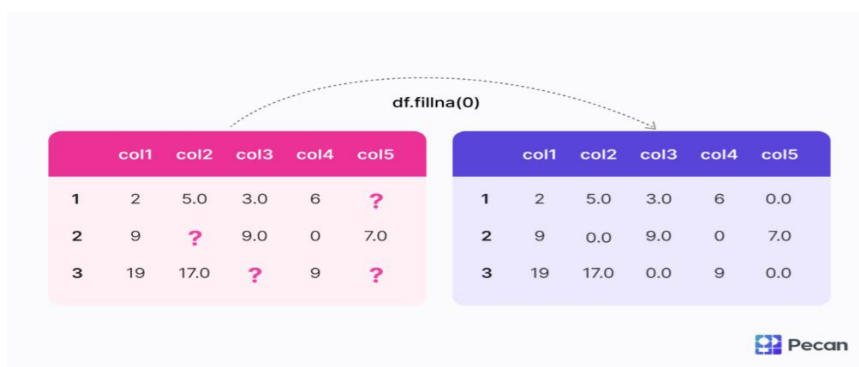 df.fillna(0)
col1 col2 col3 col4 col5
1 2 5.0 3.0 6 ?
2 9 ? 9.0 0 7.0
3 19 17.0 ? 9 ?
col1 col2 col3 col4 col5
1 2 5.0 3.0 6 0.0
2 9 0.0 9.0 0 7.0
3 19 17.0 0.0 9 0.0
Pecan